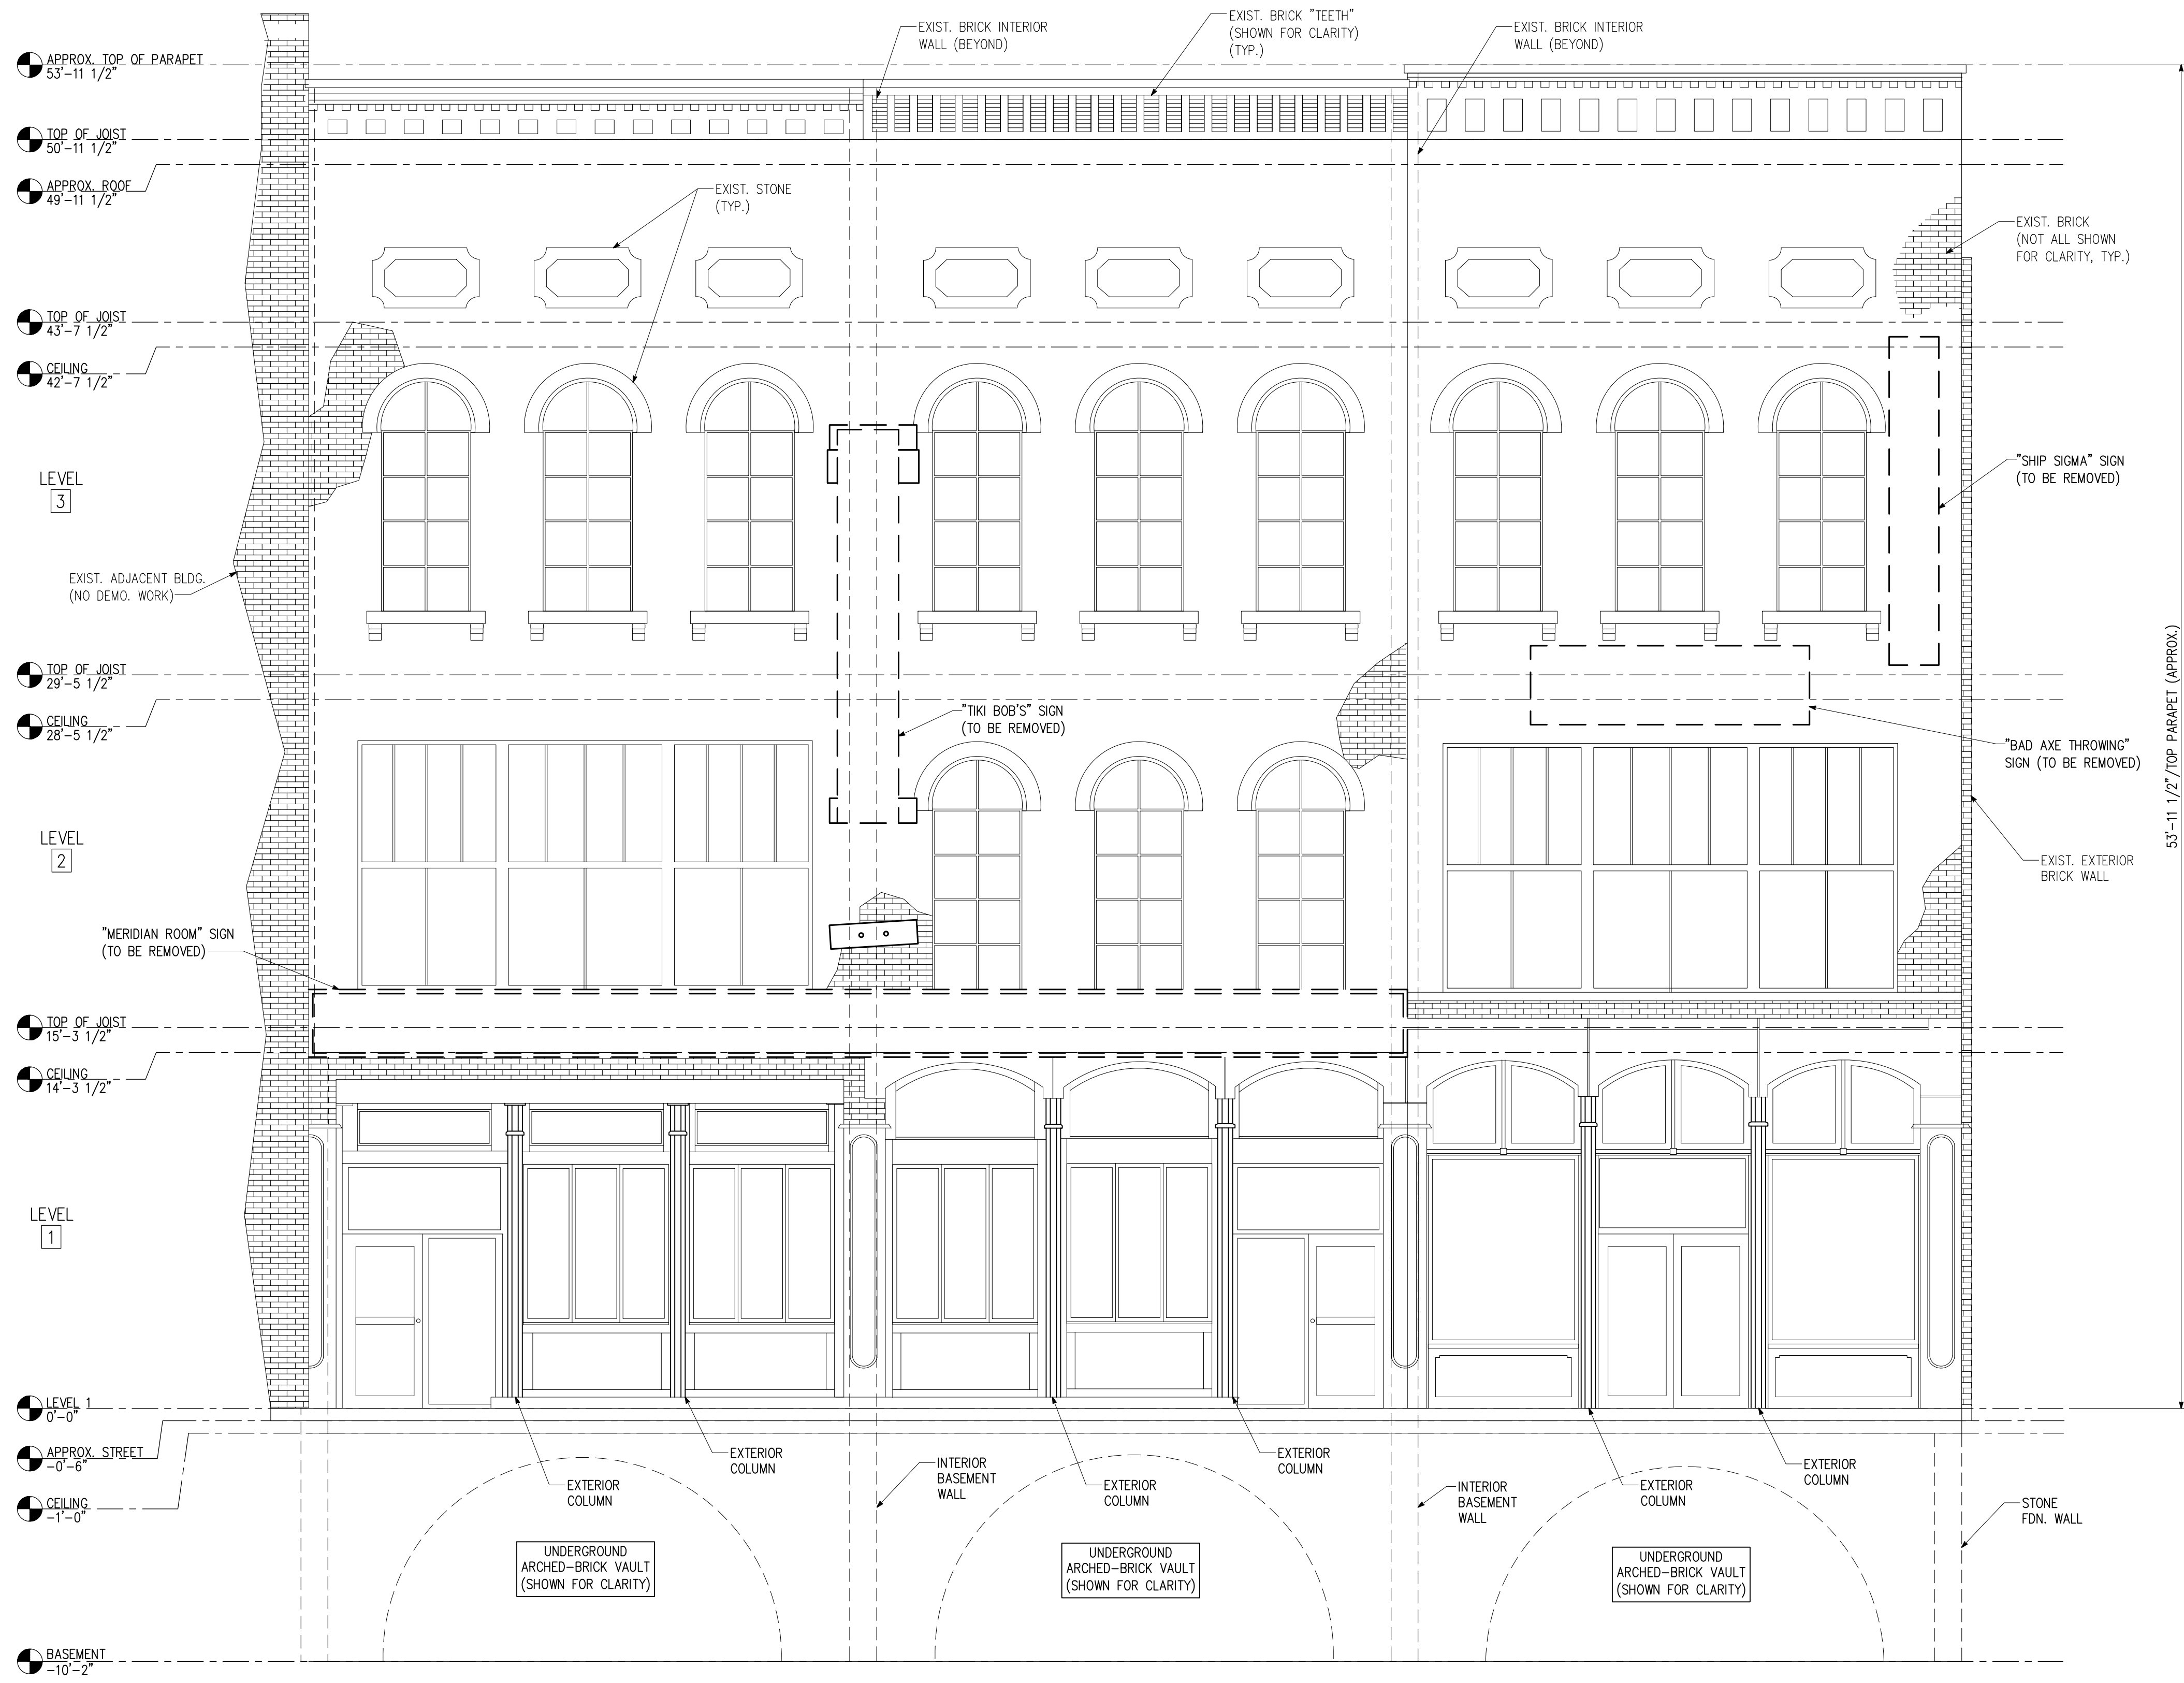 EXIST. BRICK INTERIOR
WALL (BEYOND)
EXIST. BRICK "TEETH"
(SHOWN FOR CLARITY)
(TYP.)
EXIST. BRICK INTERIOR
WALL (BEYOND)
APPROX. TOP OF PARAPET
53'-11 1/2"
TOP OF JOIST
50'-11 1/2"
APPROX. ROOF
49'-11 1/2"
EXIST. STONE
(TYP.)
EXIST. BRICK
(NOT ALL SHOWN
FOR CLARITY, TYP.)
TOP OF JOIST
43'-7 1/2"
CEILING
42'-7 1/2"
LEVEL
3
"SHIP SIGMA" SIGN
(TO BE REMOVED)
EXIST. ADJACENT BLDG.
(NO DEMO. WORK)
TOP OF JOIST
29'-5 1/2"
CEILING
28'-5 1/2"
"TIKI BOB'S" SIGN
(TO BE REMOVED)
"BAD AXE THROWING"
SIGN (TO BE REMOVED)
53'-11 1/2"/TOP PARAPET (APPROX.)
LEVEL
2
EXIST. EXTERIOR
BRICK WALL
"MERIDIAN ROOM" SIGN
(TO BE REMOVED)
TOP OF JOIST
15'-3 1/2"
CEILING
14'-3 1/2"
LEVEL
1
LEVEL 1
0'-0"
APPROX. STREET
-0'-6"
CEILING
-1'-0"
EXTERIOR
COLUMN
EXTERIOR
COLUMN
INTERIOR
BASEMENT
WALL
EXTERIOR
COLUMN
EXTERIOR
COLUMN
INTERIOR
BASEMENT
WALL
EXTERIOR
COLUMN
EXTERIOR
COLUMN
STONE
FDN. WALL
UNDERGROUND
ARCHED-BRICK VAULT
(SHOWN FOR CLARITY)
UNDERGROUND
ARCHED-BRICK VAULT
(SHOWN FOR CLARITY)
UNDERGROUND
ARCHED-BRICK VAULT
(SHOWN FOR CLARITY)
BASEMENT
-10'-2"